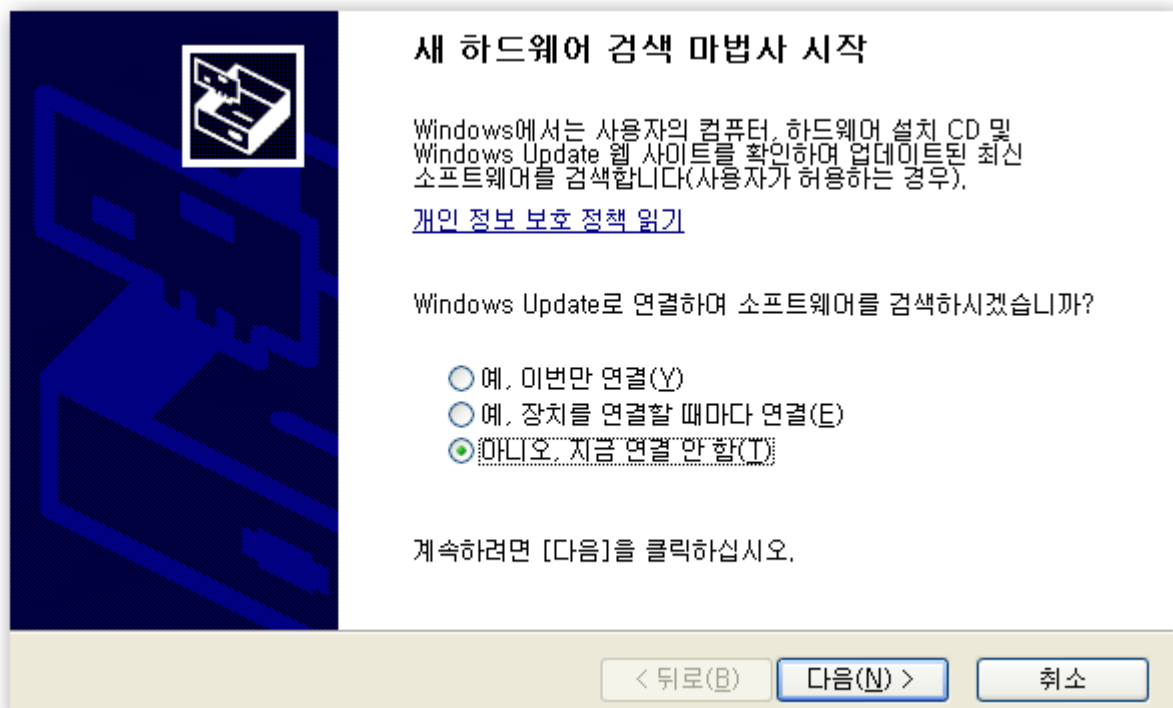 새 하드웨어 검색 마법사 시작
Windows에서는 사용자의 컴퓨터, 하드웨어 설치 CD 및
Windows Update 웹 사이트를 확인하여 업데이트된 최신
소프트웨어를 검색합니다(사용자가 허용하는 경우).
개인 정보 보호 정책 읽기
Windows Update로 연결하여 소프트웨어를 검색하시겠습니까?
예, 이번만 연결(Y)
예, 장치를 연결할 때마다 연결(E)
아니오, 지금 연결 안 함(T)
계속하려면 [다음]을 클릭하십시오.
< 뒤로(B) 다음(N) > 취소